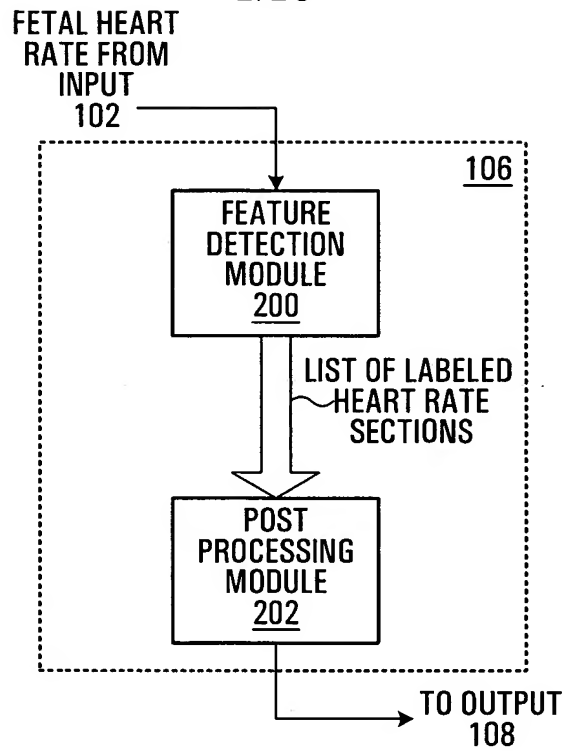 FETAL HEART
RATE FROM
INPUT
102
106
FEATURE
DETECTION
MODULE
200
LIST OF LABELED
HEART RATE
SECTIONS
POST
PROCESSING
MODULE
202
TO OUTPUT
108